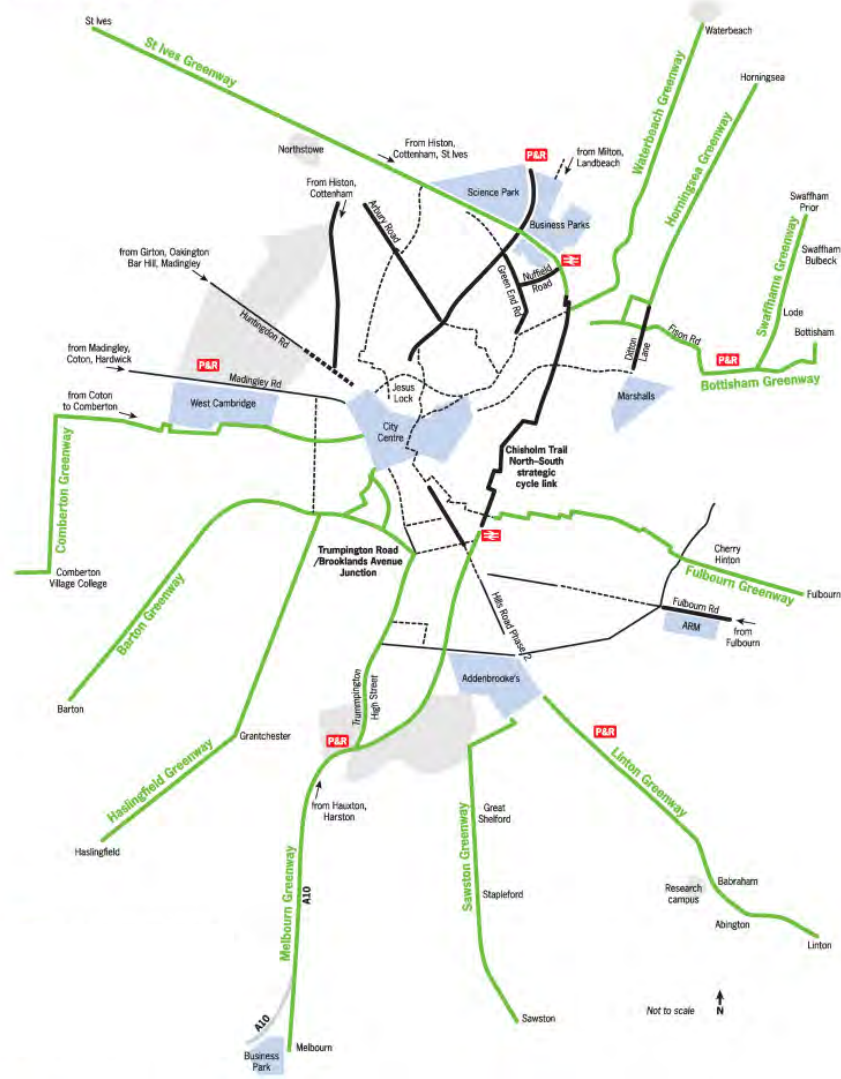 St Ives
Waterbeach
St Ives Greenway
Waterbeach Greenway
Horningsea
Horningsea Greenway
From Histon,
Cottenham, St Ives
P&R
from Milton,
Landbeach
Northstowe
From Histon,
Cottenham
Science Park
Arbury Road
Business Parks
Swaffham
Prior
Swaffhams Greenway
Swaffham
Bulbeck
from Girton, Oakington
Bar Hill, Madingley
Green End Rd
Nuffield
Road
Huntingdon Rd
Lode
Fison Rd
Bottisham
Ditton
Lane
P&R
Bottisham Greenway
from Madingley,
Coton, Hardwick
P&R
Madingley Rd
Jesus
Lock
Marshalls
from Coton
to Comberton
West Cambridge
City
Centre
Comberton Greenway
Chisholm Trail
North–South
strategic
cycle link
Trumpington Road
/Brooklands Avenue
Junction
Cherry
Hinton
Fulbourn Greenway
Fulbourn
Comberton
Village College
Barton Greenway
Hills Road Phase 2
Fulbourn Rd
ARM
from
Fulbourn
Addenbrooke's
Trummpington
High Street
Barton
Grantchester
P&R
P&R
Linton Greenway
Haslingfield Greenway
from Hauxton,
Harston
Great
Shelford
Haslingfield
Melbourn Greenway
A10
Sawston Greenway
Stapleford
Research
campus
Babraham
Abington
Linton
A10
Not to scale
N
Sawston
Business
Park
Melbourn